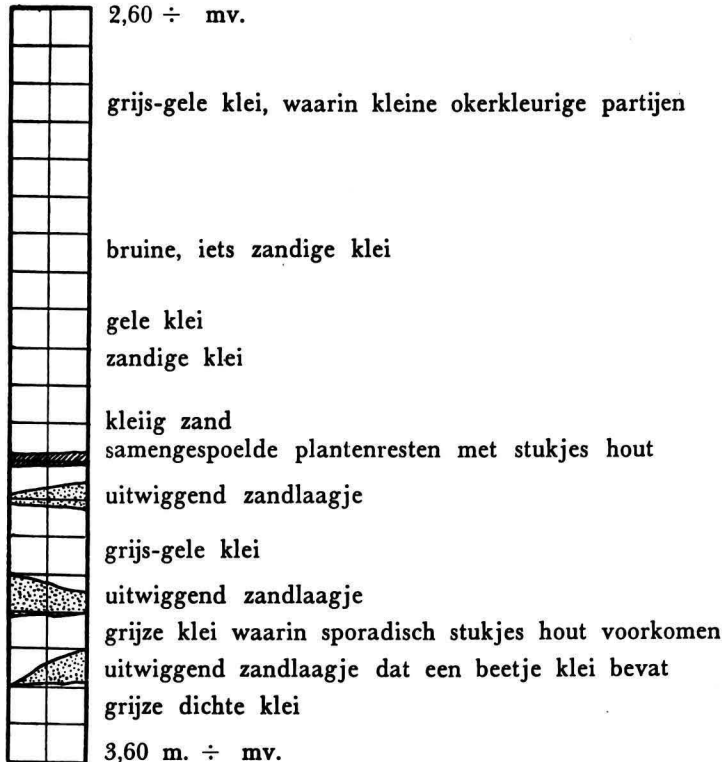 2,60 ÷ mv.
grijs-gele klei, waarin kleine okerkleurige partijen
bruine, iets zandige klei
gele klei
zandige klei
kleiig zand
samengespoelde plantenresten met stukjes hout
uitwiggend zandlaagje
grijs-gele klei
uitwiggend zandlaagje
grijze klei waarin sporadisch stukjes hout voorkomen
uitwiggend zandlaagje dat een beetje klei bevat
grijze dichte klei
3,60 m. ÷ mv.